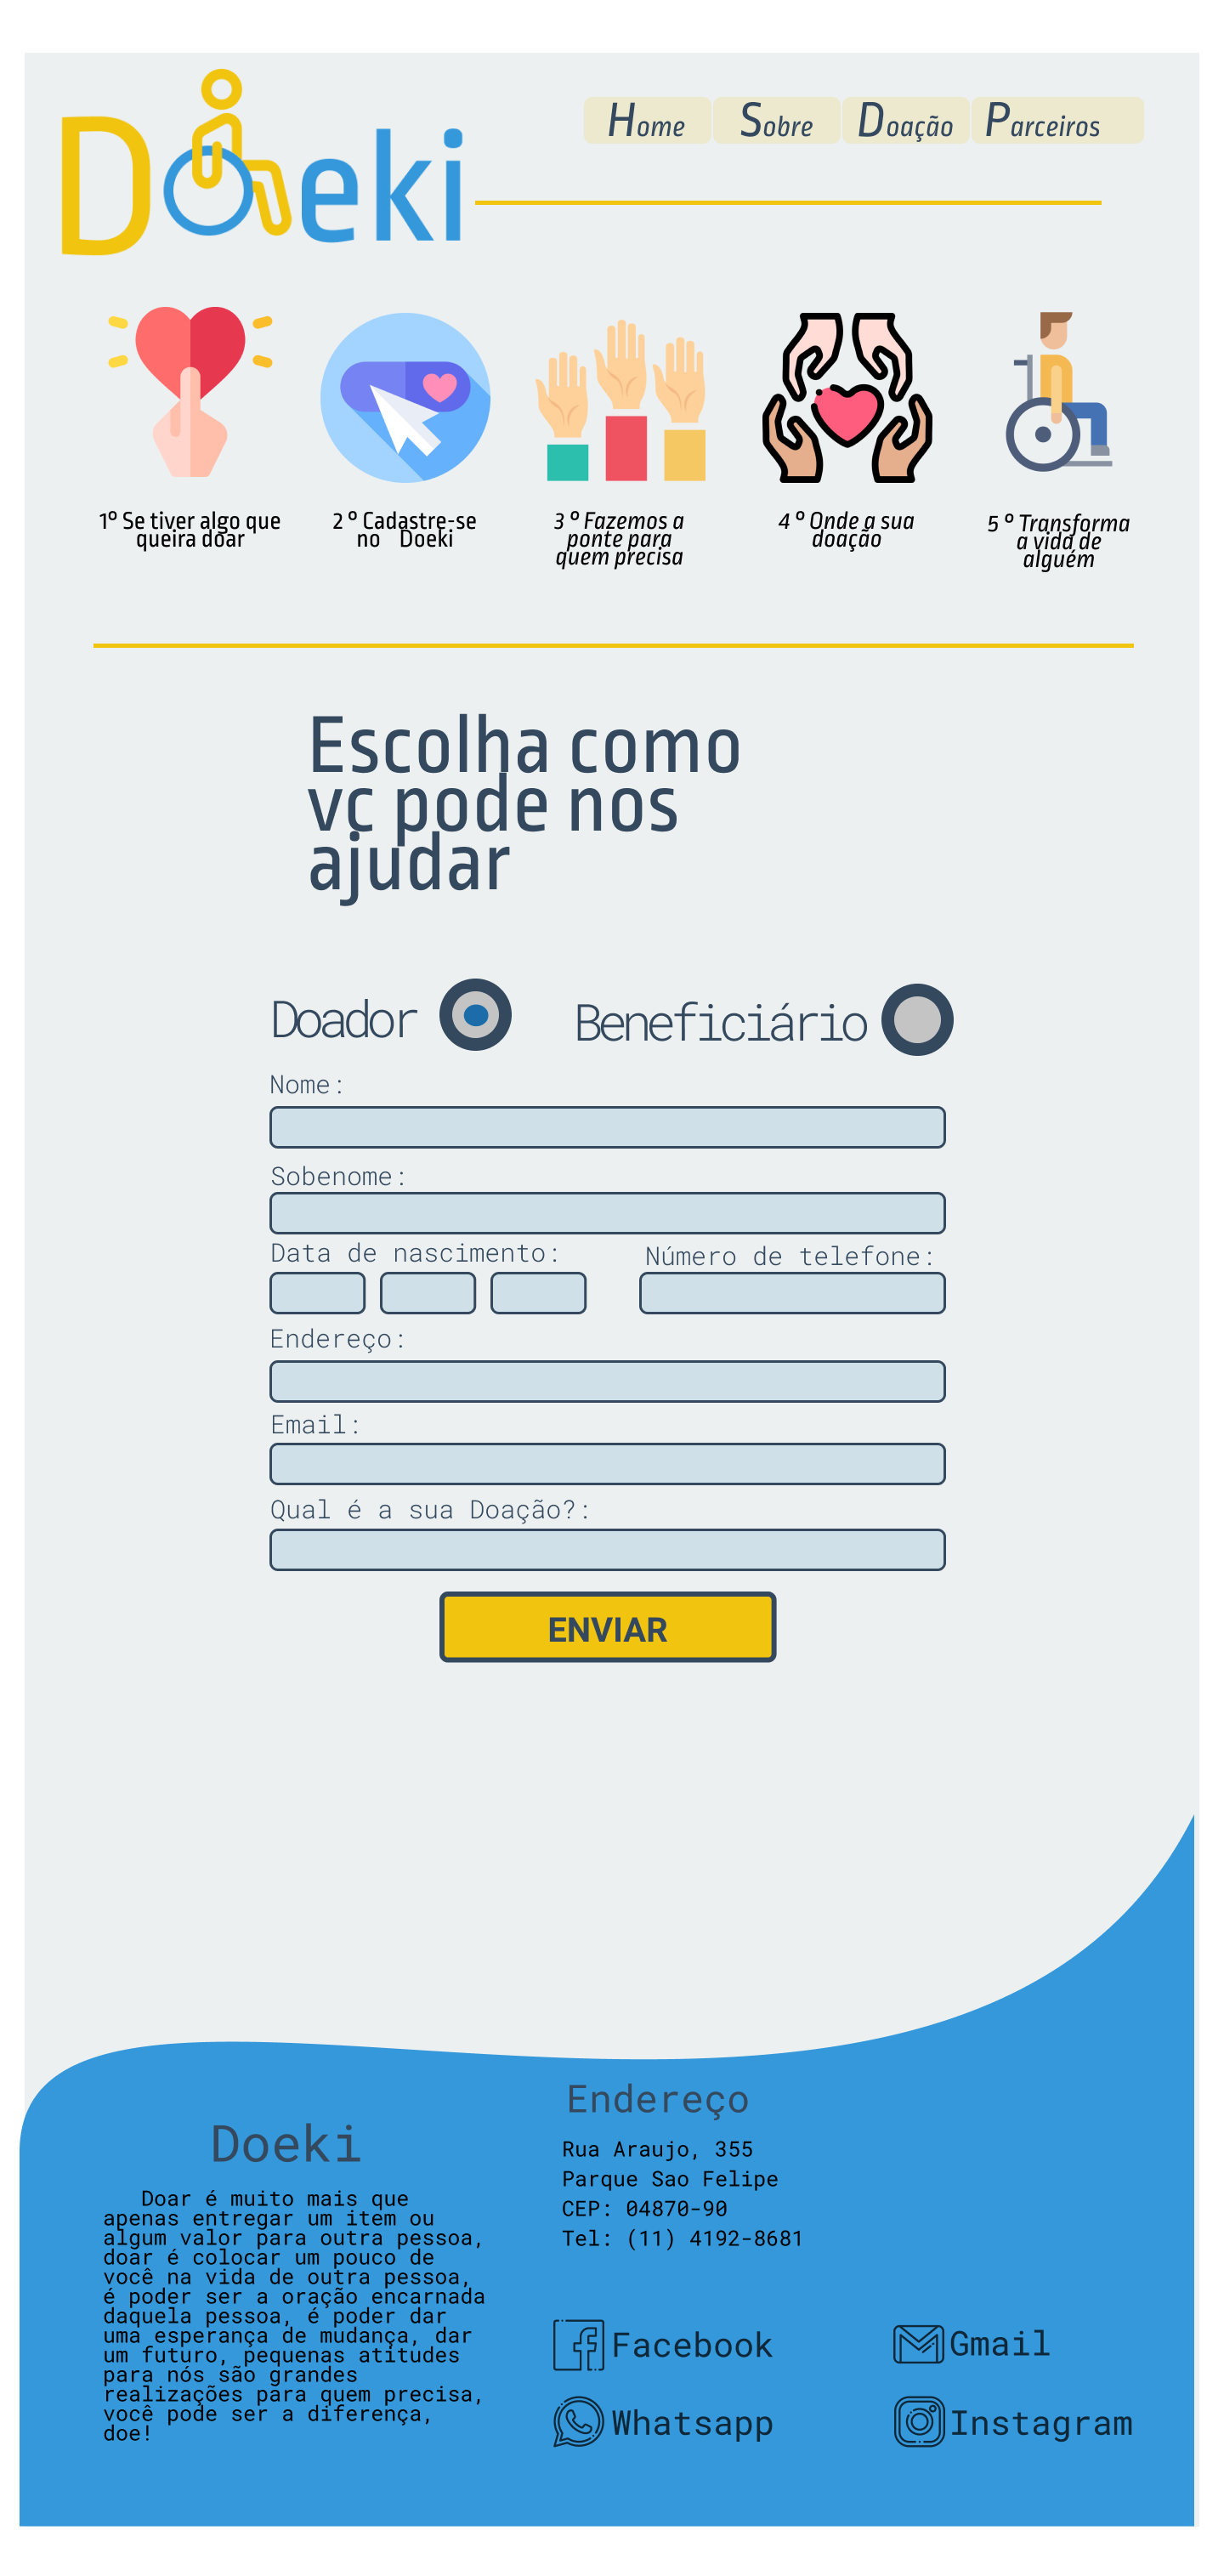 Doeki
Home Sobre Doação Parceiros
1º Se tiver algo que
queira doar
2 º Cadastre-se
no Doeki
3 º Fazemos a
ponte para
quem precisa
4 º Onde a sua
doação
5 º Transforma
a vida de
alguém
Escolha como
vc pode nos
ajudar
Doador Beneficiário
Nome:
Sobenome:
Data de nascimento: Número de telefone:
Endereço:
Email:
Qual é a sua Doação?:
ENVIAR
Doeki
Doar é muito mais que
apenas entregar um item ou
algum valor para outra pessoa,
doar é colocar um pouco de
você na vida de outra pessoa,
é poder ser a oração encarnada
daquela pessoa, é poder dar
uma esperança de mudança, dar
um futuro, pequenas atitudes
para nós são grandes
realizações para quem precisa,
você pode ser a diferença,
doe!
Endereço
Rua Araujo, 355
Parque Sao Felipe
CEP: 04870-90
Tel: (11) 4192-8681
Facebook Gmail
Whatsapp Instagram